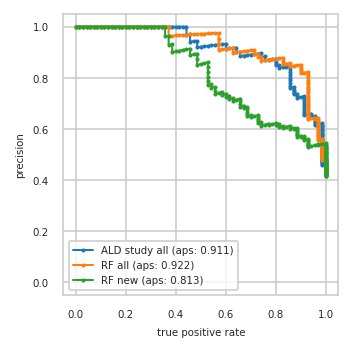 1.0
0.8
0.6
0.4
0.2
0.0
precision
ALD study all (aps: 0.911)
RF all (aps: 0.922)
RF new (aps: 0.813)
0.0 0.2 0.4 0.6 0.8 1.0
true positive rate